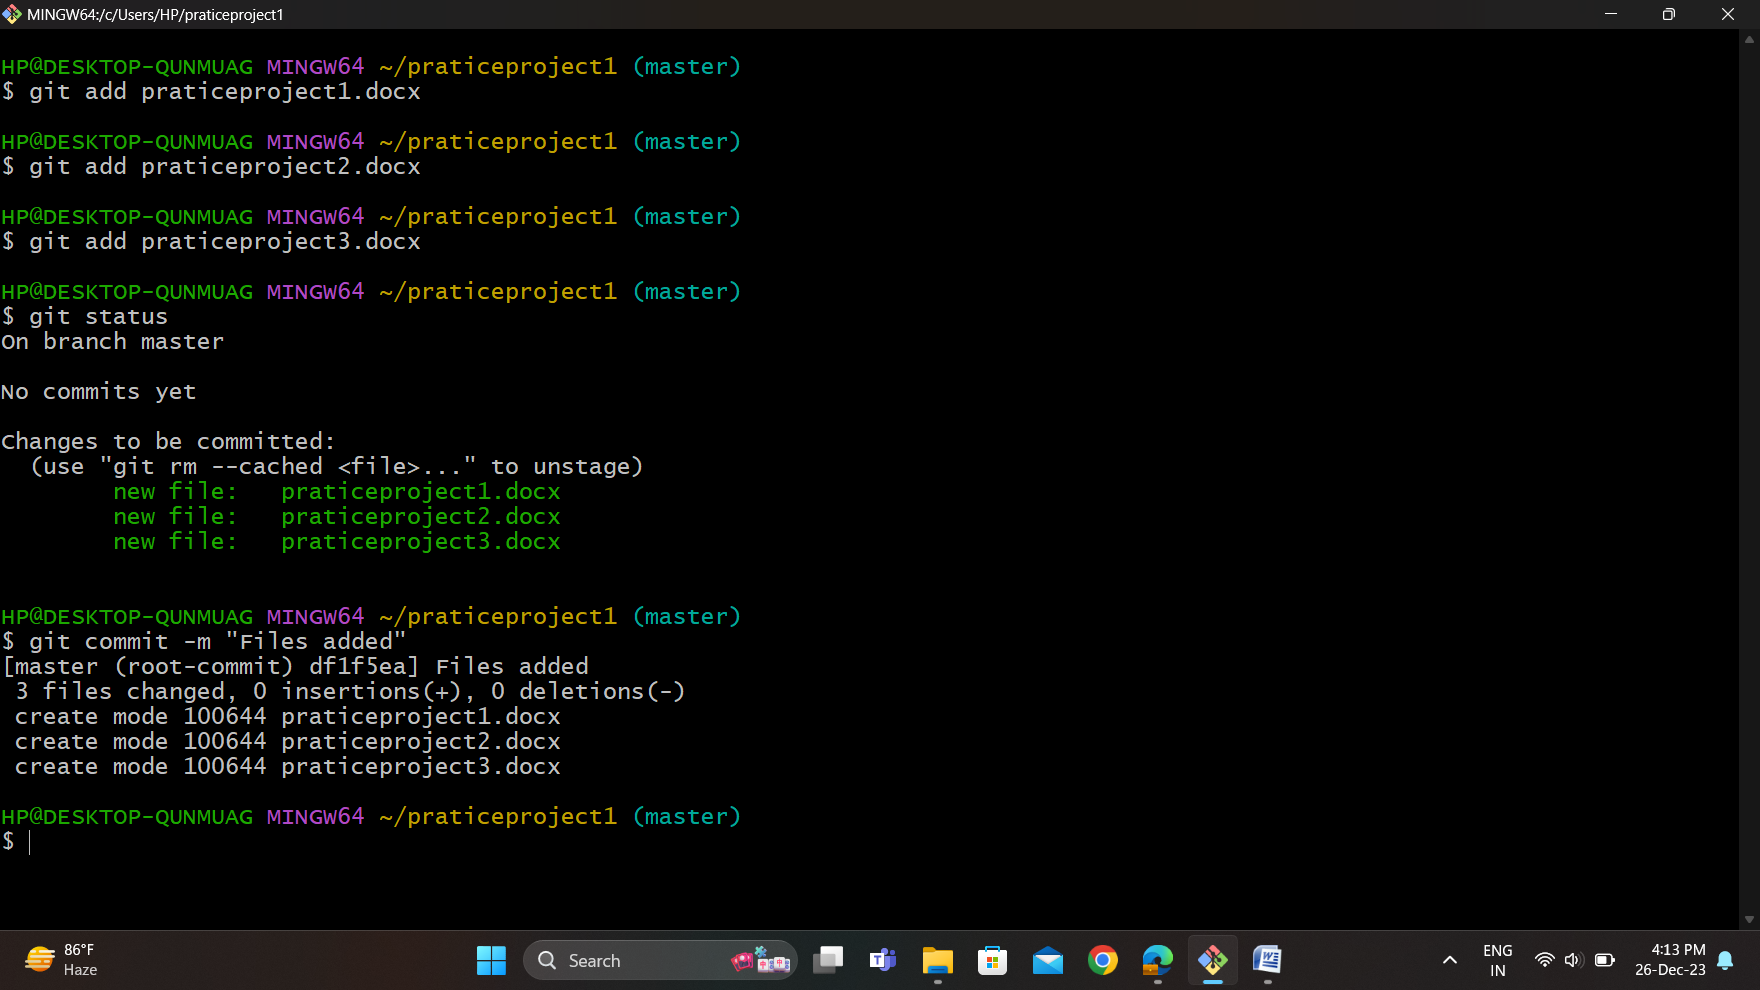 MINGW64:/c/Users/HP/praticeproject1
HP@DESKTOP-QUNMUAG MINGW64 ~/praticeproject1 (master)
$ git add praticeproject1.docx
HP@DESKTOP-QUNMUAG MINGW64 ~/praticeproject1 (master)
$ git add praticeproject2.docx
HP@DESKTOP-QUNMUAG MINGW64 ~/praticeproject1 (master)
$ git add praticeproject3.docx
HP@DESKTOP-QUNMUAG MINGW64 ~/praticeproject1 (master)
$ git status
On branch master
No commits yet
Changes to be committed:
  (use "git rm --cached <file>..." to unstage)
        new file:   praticeproject1.docx
        new file:   praticeproject2.docx
        new file:   praticeproject3.docx
HP@DESKTOP-QUNMUAG MINGW64 ~/praticeproject1 (master)
$ git commit -m "Files added"
[master (root-commit) df1f5ea] Files added
 3 files changed, 0 insertions(+), 0 deletions(-)
 create mode 100644 praticeproject1.docx
 create mode 100644 praticeproject2.docx
 create mode 100644 praticeproject3.docx
HP@DESKTOP-QUNMUAG MINGW64 ~/praticeproject1 (master)
$
86°F
Haze
Search
ENG
IN
4:13 PM
26-Dec-23